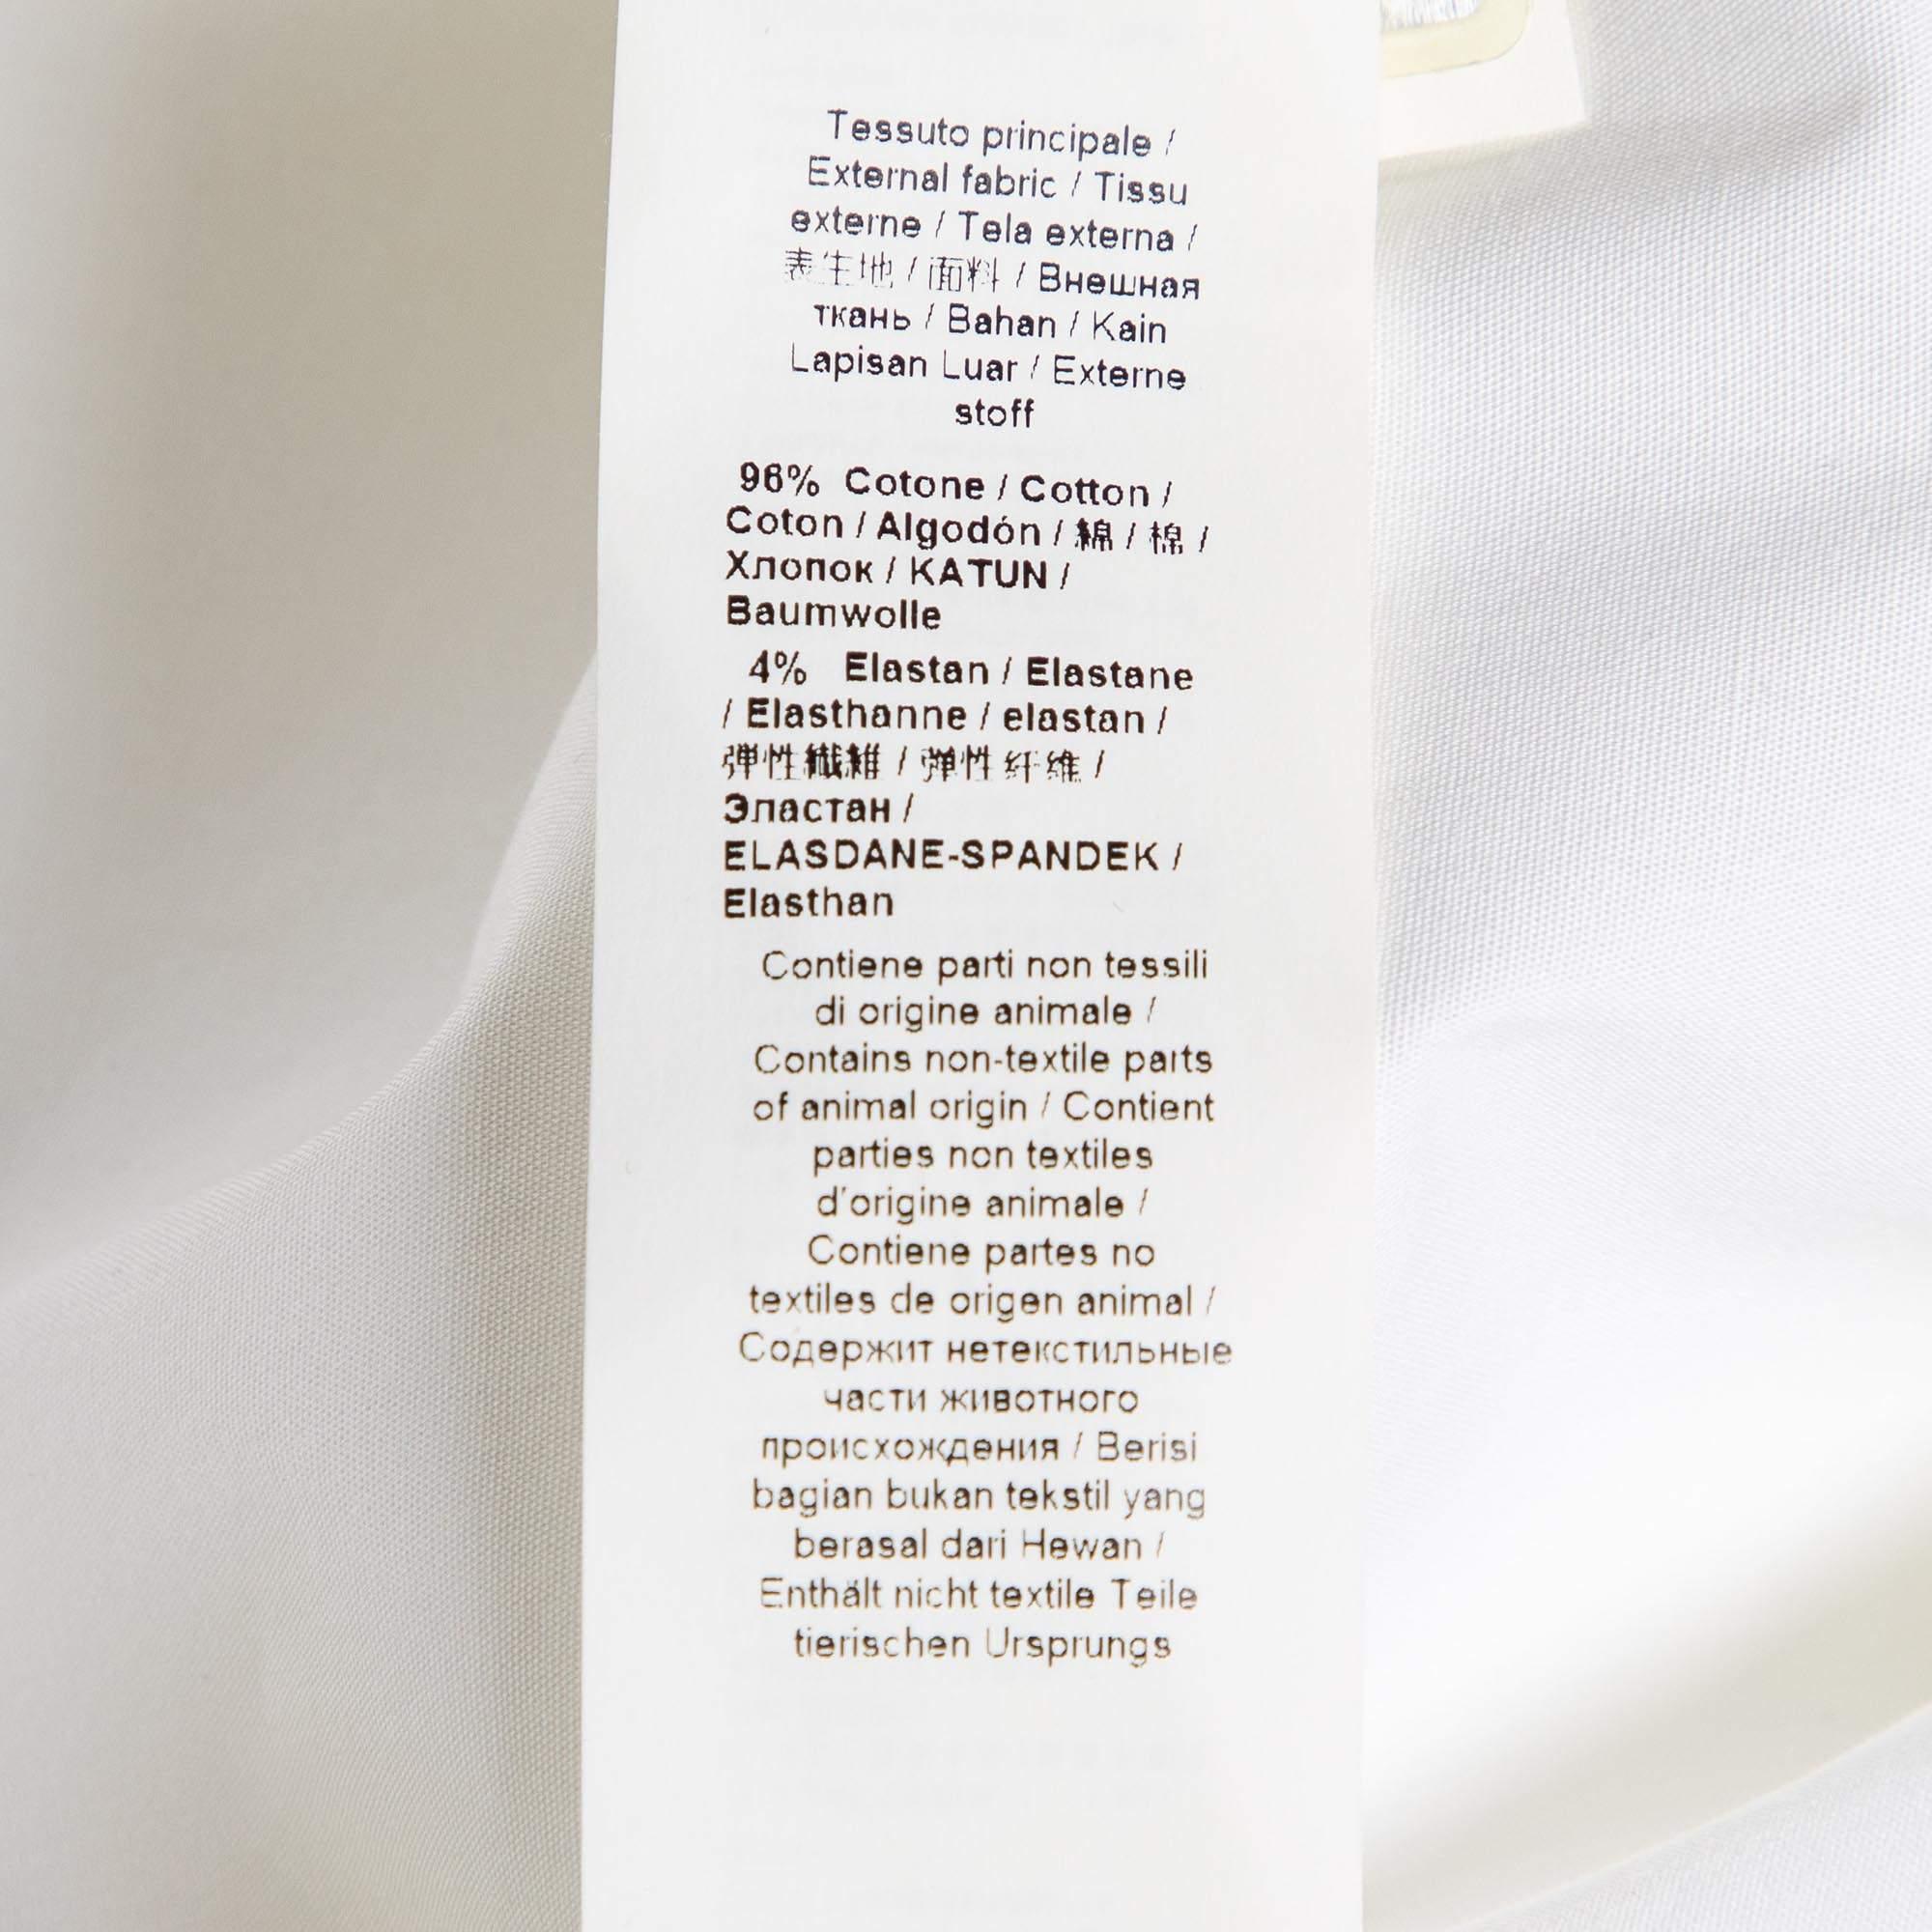 Tessuto principale /
External fabric / Tissu
externe / Tela externa /
表生地 / 面料 / Внешная
ткань / Bahan / Kain
Lapisan Luar / Externe
stoff
96% Cotone / Cotton /
Coton / Algodón / 綿 / 棉 /
Хлопок / KATUN /
Baumwolle
4% Elastan / Elastane
/ Elasthanne / elastan /
弹性繊維 / 弹性纤维 /
Эластан /
ELASDANE-SPANDEK /
Elasthan
Contiene parti non tessili
di origine animale /
Contains non-textile parts
of animal origin / Contient
parties non textiles
d'origine animale /
Contiene partes no
textiles de origen animal /
Содержит нетекстильные
части животного
происхождения / Berisi
bagian bukan tekstil yang
berasal dari Hewan /
Enthält nicht textile Teile
tierischen Ursprungs